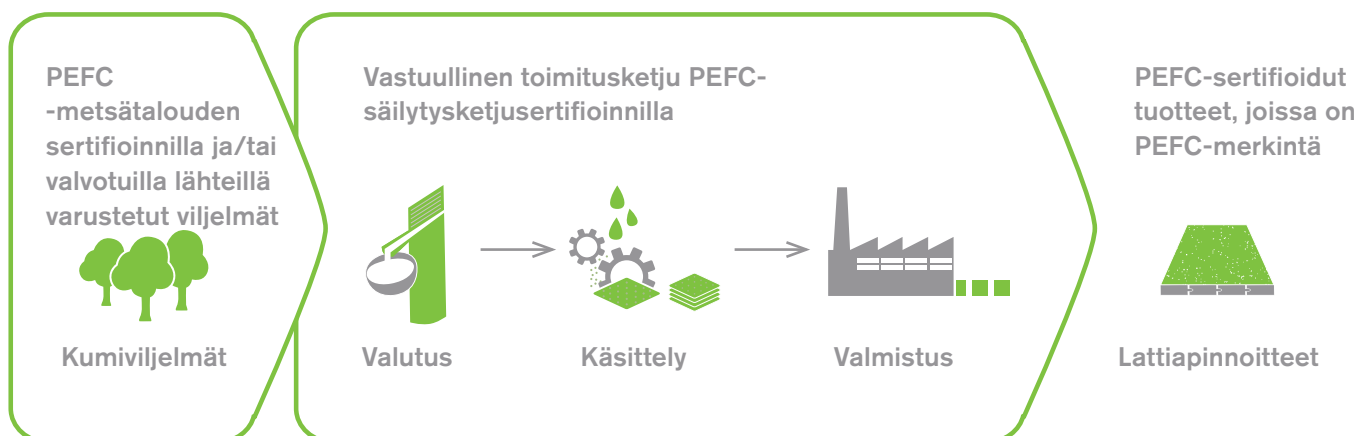 PEFC
-metsätalouden
sertifioinnilla ja/tai
valvotuilla lähteillä
varustetut viljelmät
Kumiviljelmät
Vastuullinen toimitusketju PEFC-
säilytysketjusertifioinnilla
Valutus
Käsittely
Valmistus
PEFC-sertifioidut
tuotteet, joissa on
PEFC-merkintä
Lattiapinnoitteet